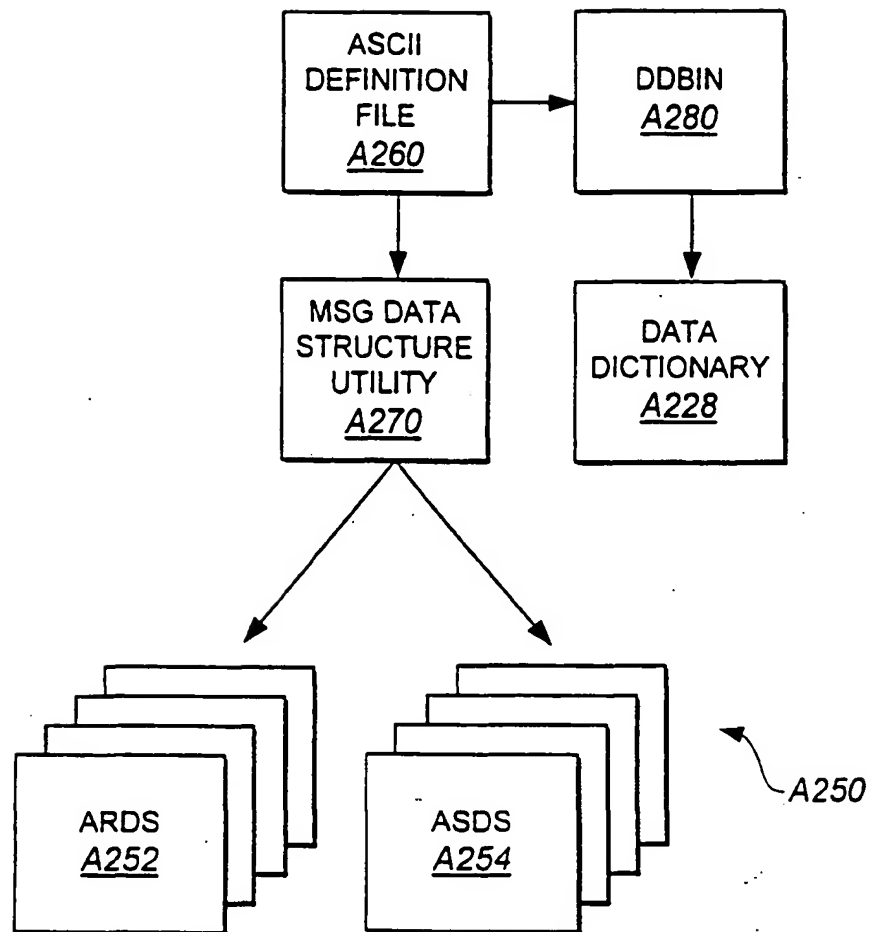 ASCII
DEFINITION
FILE
A260
DDBIN
A280
MSG DATA
STRUCTURE
UTILITY
A270
DATA
DICTIONARY
A228
ARDS
A252
ASDS
A254
A250